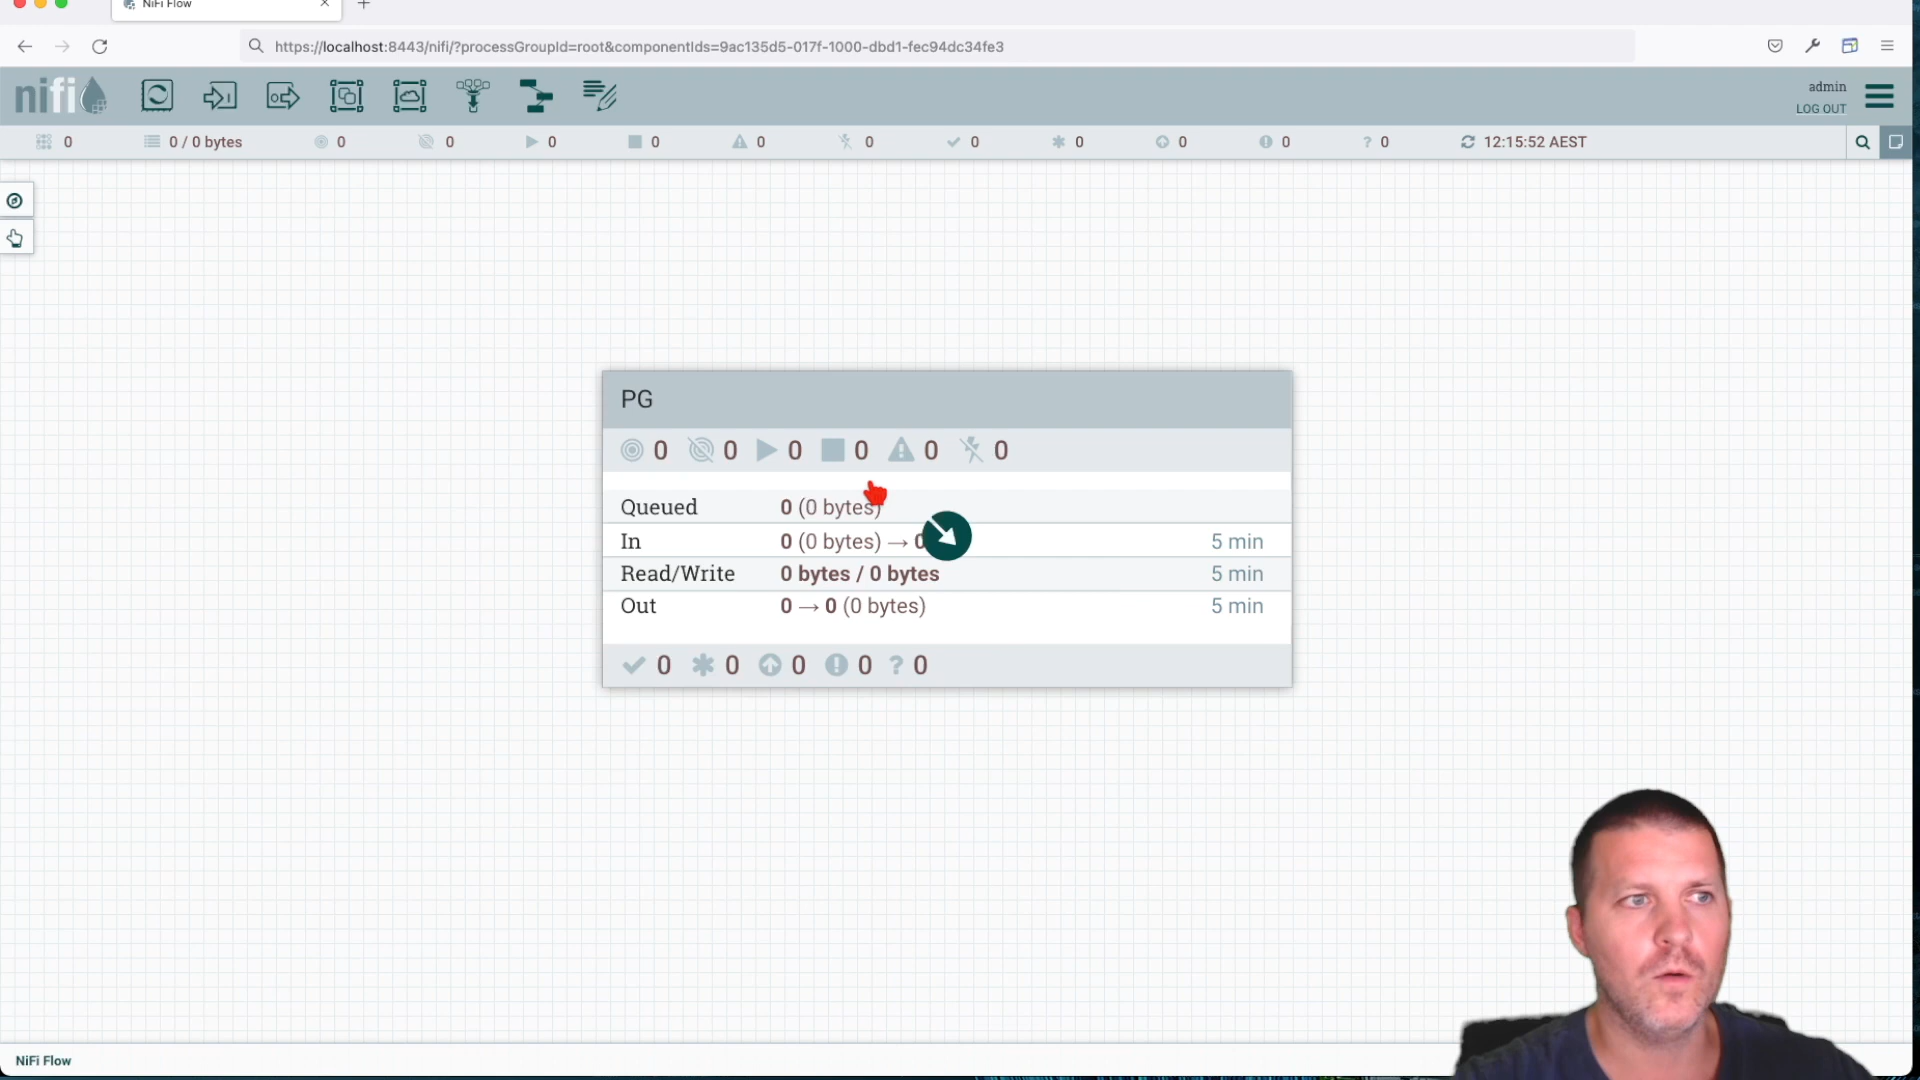 NiFi Flow
https://localhost:8443/nifi/?processGroupId=root&componentIds=9ac135d5-017f-1000-dbd1-fec94dc34fe3
nifi
admin
LOG OUT
0 0 / 0 bytes 0 0 0 0 0 0 0 0 0 0 ? 0 12:15:52 AEST
PG
0 0 0 0 0 0
Queued 0 (0 bytes)
In 0 (0 bytes) → 0 5 min
Read/Write 0 bytes / 0 bytes 5 min
Out 0 → 0 (0 bytes) 5 min
0 0 0 0 ? 0
NiFi Flow